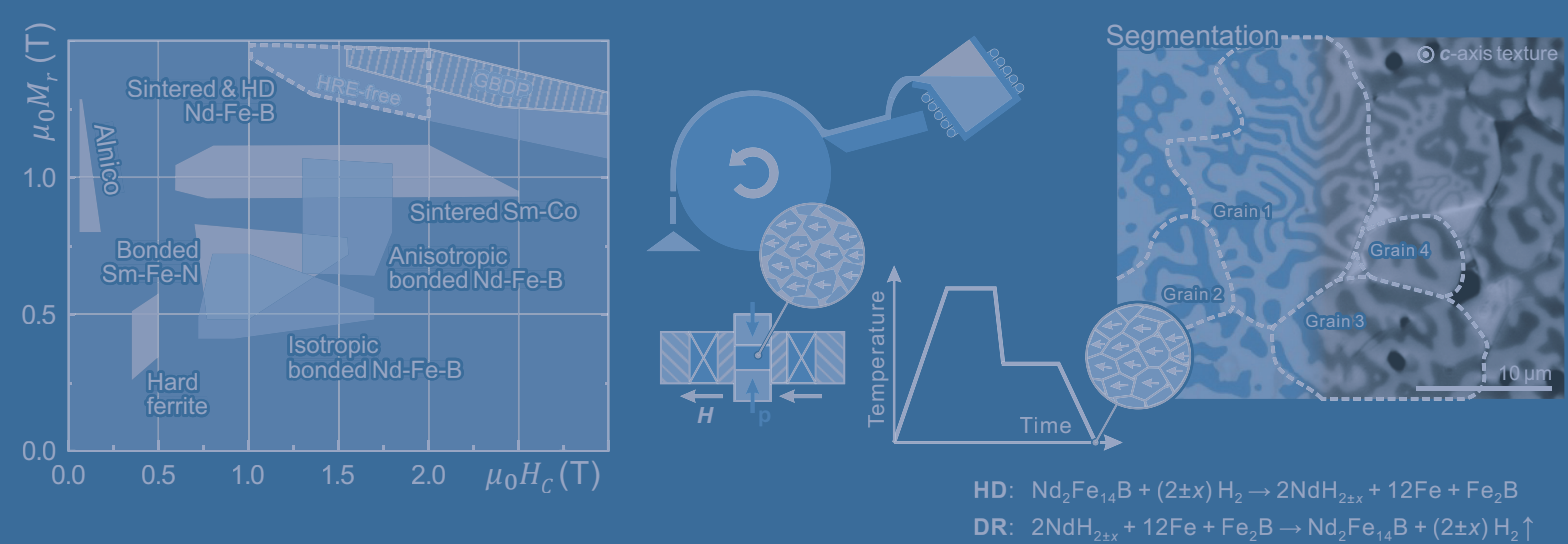 μ₀Mᵣ (T)
1.0
0.5
0.0
0.0
0.5
1.0
1.5
2.0
μ₀H_C (T)
Sintered & HD
Nd-Fe-B
HRE-free
GBDP
Alnico
Sintered Sm-Co
Bonded
Sm-Fe-N
Anisotropic
bonded Nd-Fe-B
Isotropic
bonded Nd-Fe-B
Hard
ferrite
H
p
Temperature
Time
Segmentation
c-axis texture
Grain 1
Grain 2
Grain 3
Grain 4
10 μm
HD: Nd₂Fe₁₄B + (2±x) H₂ → 2NdH₂±ₓ + 12Fe + Fe₂B
DR: 2NdH₂±ₓ + 12Fe + Fe₂B → Nd₂Fe₁₄B + (2±x) H₂↑